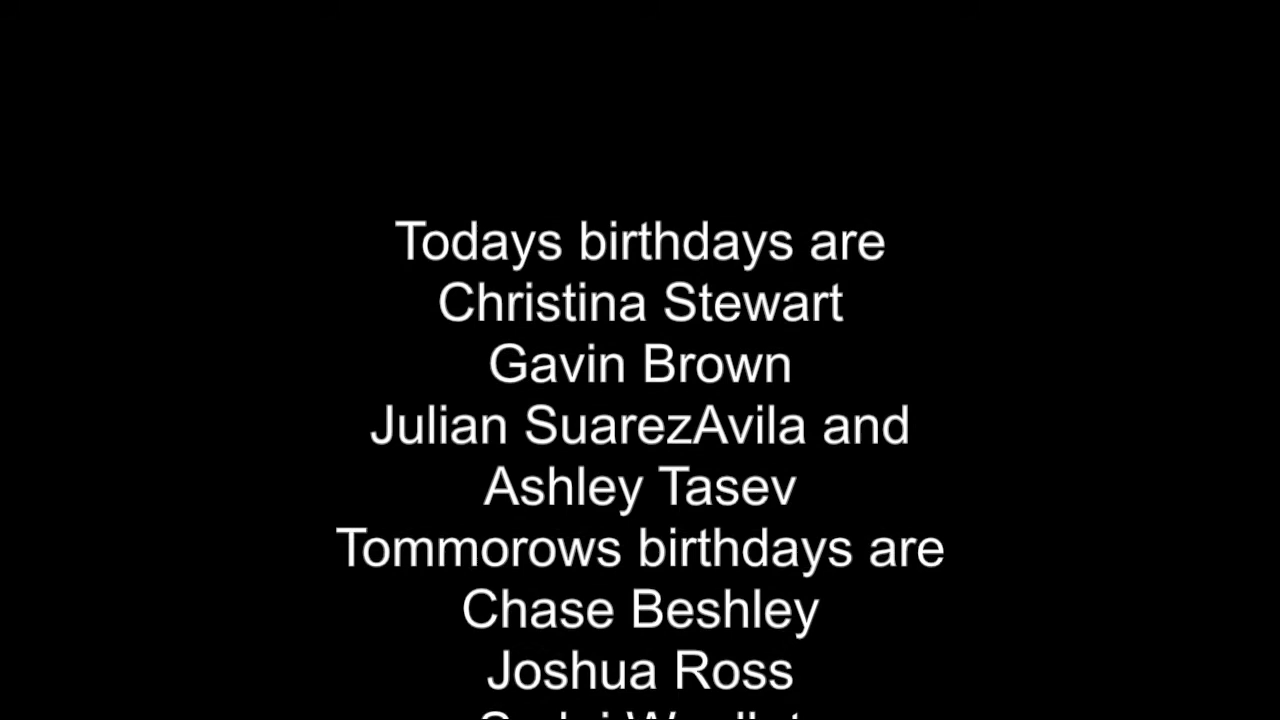 Todays birthdays are
Christina Stewart
Gavin Brown
Julian SuarezAvila and
Ashley Tasev
Tommorows birthdays are
Chase Beshley
Joshua Ross